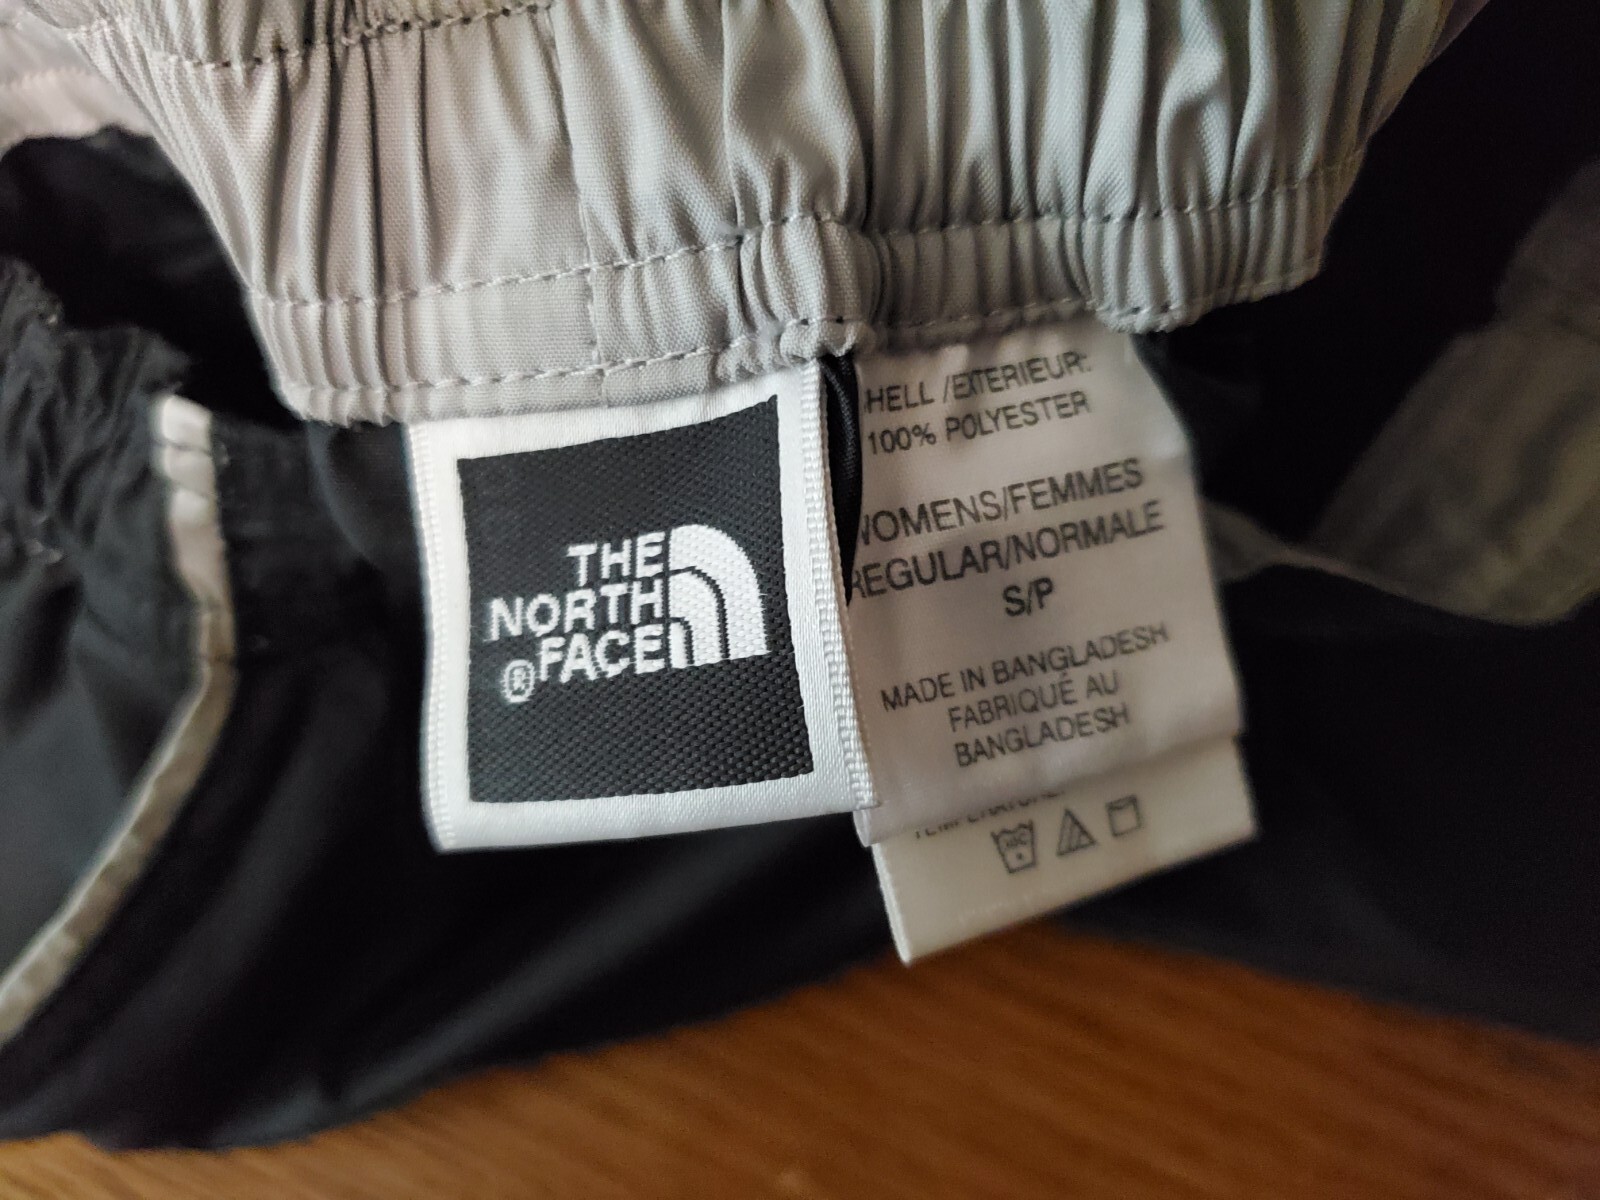 THE
NORTH
FACE
®
HELL /EXTERIEUR:
100% POLYESTER
WOMENS/FEMMES
REGULAR/NORMALE
S/P
MADE IN BANGLADESH
FABRIQUÉ AU
BANGLADESH